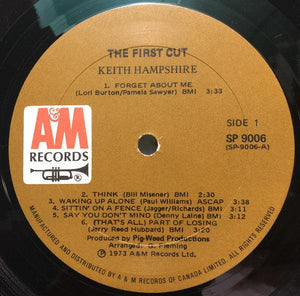 THE FIRST CUT
KEITH HAMPSHIRE
1. FORGET ABOUT ME
(Lori Burton/Pamela Sawyer) BMI 3:33
A&M
RECORDS
SIDE 1
SP 9006
(SP-9006-A)
2. THINK (Bill Misener) BMI 2:30
3. WAKING UP ALONE (Paul Williams) ASCAP 3:38
4. SITTIN' ON A FENCE (Jagger/Richards) BMI 3:04
5. SAY YOU DON'T MIND (Denny Laine) BMI 3:12
6. (THAT'S ALL) PART OF LOSING
(Jerry Reed Hubbard) BMI 3:20
Produced by Pig-Weed Productions
Arranged: G. Fleming
℗ 1973 A&M Records Ltd.
MANUFACTURED AND DISTRIBUTED BY A & M RECORDS OF CANADA LIMITED.